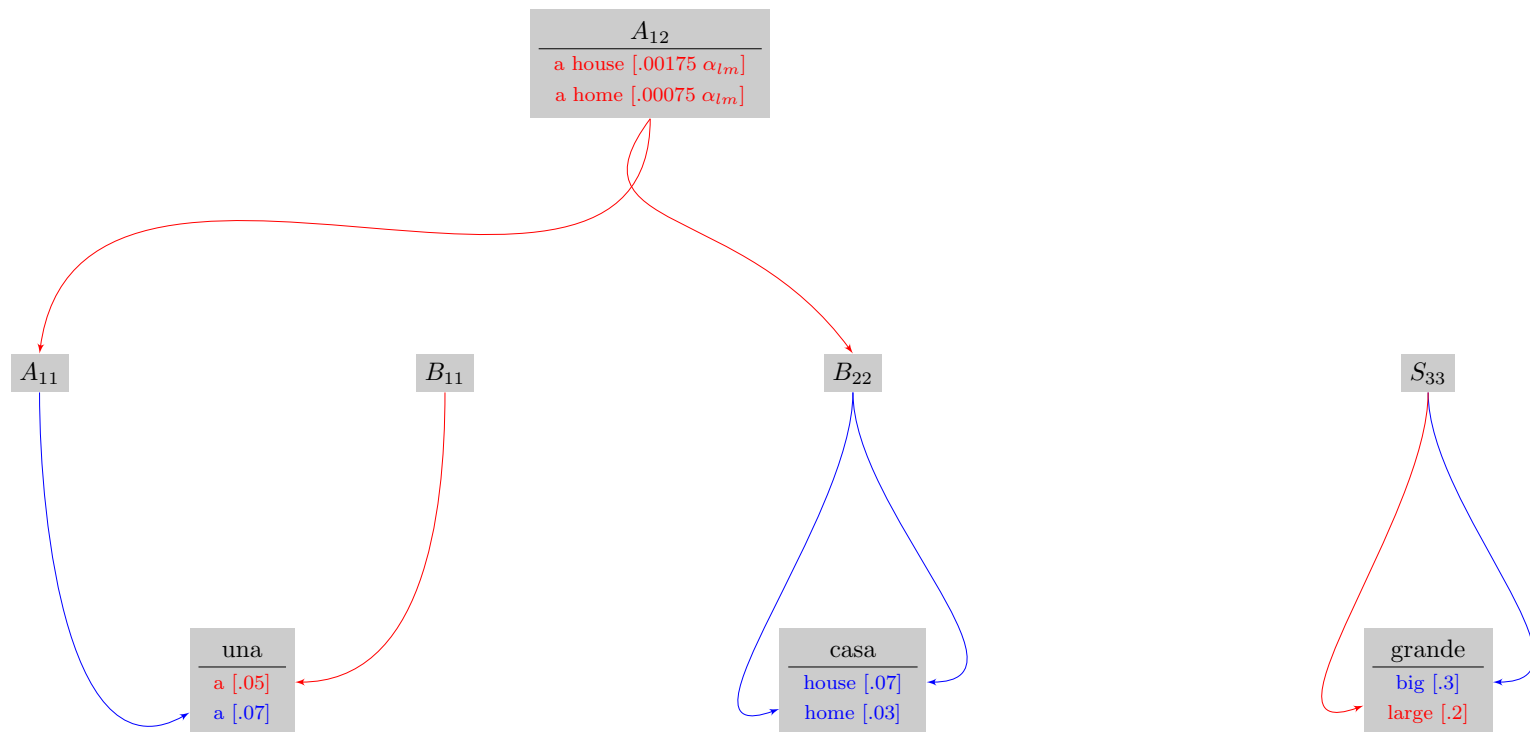 A₁₂
a house [.00175 αₗₘ]
a home [.00075 αₗₘ]
A₁₁ B₁₁ B₂₂ S₃₃
una casa grande
a [.05] house [.07] big [.3]
a [.07] home [.03] large [.2]